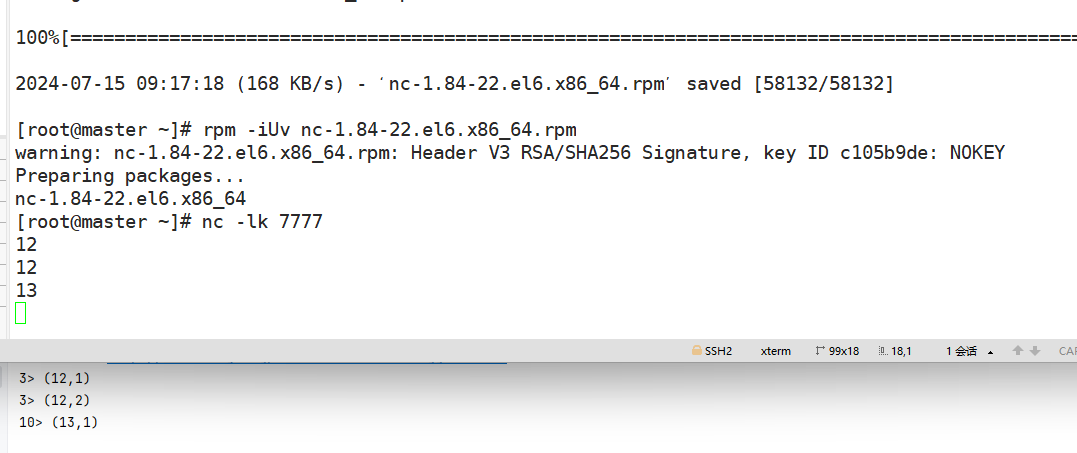 100%[===============================================================================================
2024-07-15 09:17:18 (168 KB/s) - ‘nc-1.84-22.el6.x86_64.rpm’ saved [58132/58132]
[root@master ~]# rpm -iUv nc-1.84-22.el6.x86_64.rpm
warning: nc-1.84-22.el6.x86_64.rpm: Header V3 RSA/SHA256 Signature, key ID c105b9de: NOKEY
Preparing packages...
nc-1.84-22.el6.x86_64
[root@master ~]# nc -lk 7777
12
12
13
SSH2 xterm 99x18 18,1 1 会话
3> (12,1)
3> (12,2)
10> (13,1)